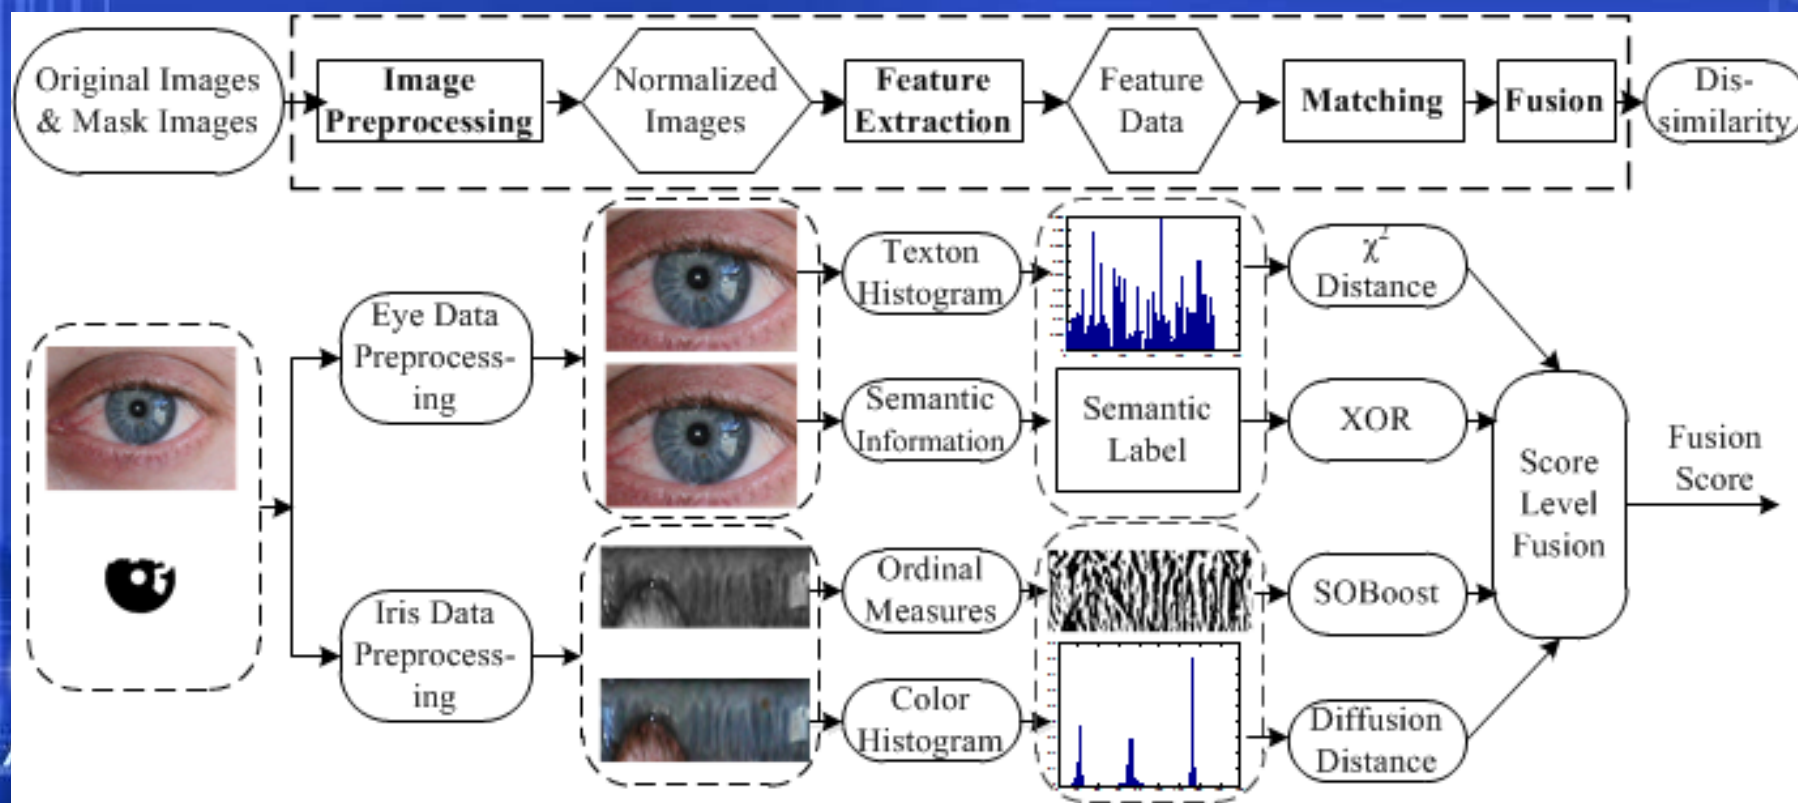 Original Images
& Mask Images
Image
Preprocessing
Normalized
Images
Feature
Extraction
Feature
Data
Matching
Fusion
Dis-
similarity
Eye Data
Preprocess-
ing
Iris Data
Preprocess-
ing
Texton
Histogram
Semantic
Information
Ordinal
Measures
Color
Histogram
Semantic
Label
χ²
Distance
XOR
SOBoost
Diffusion
Distance
Score
Level
Fusion
Fusion
Score